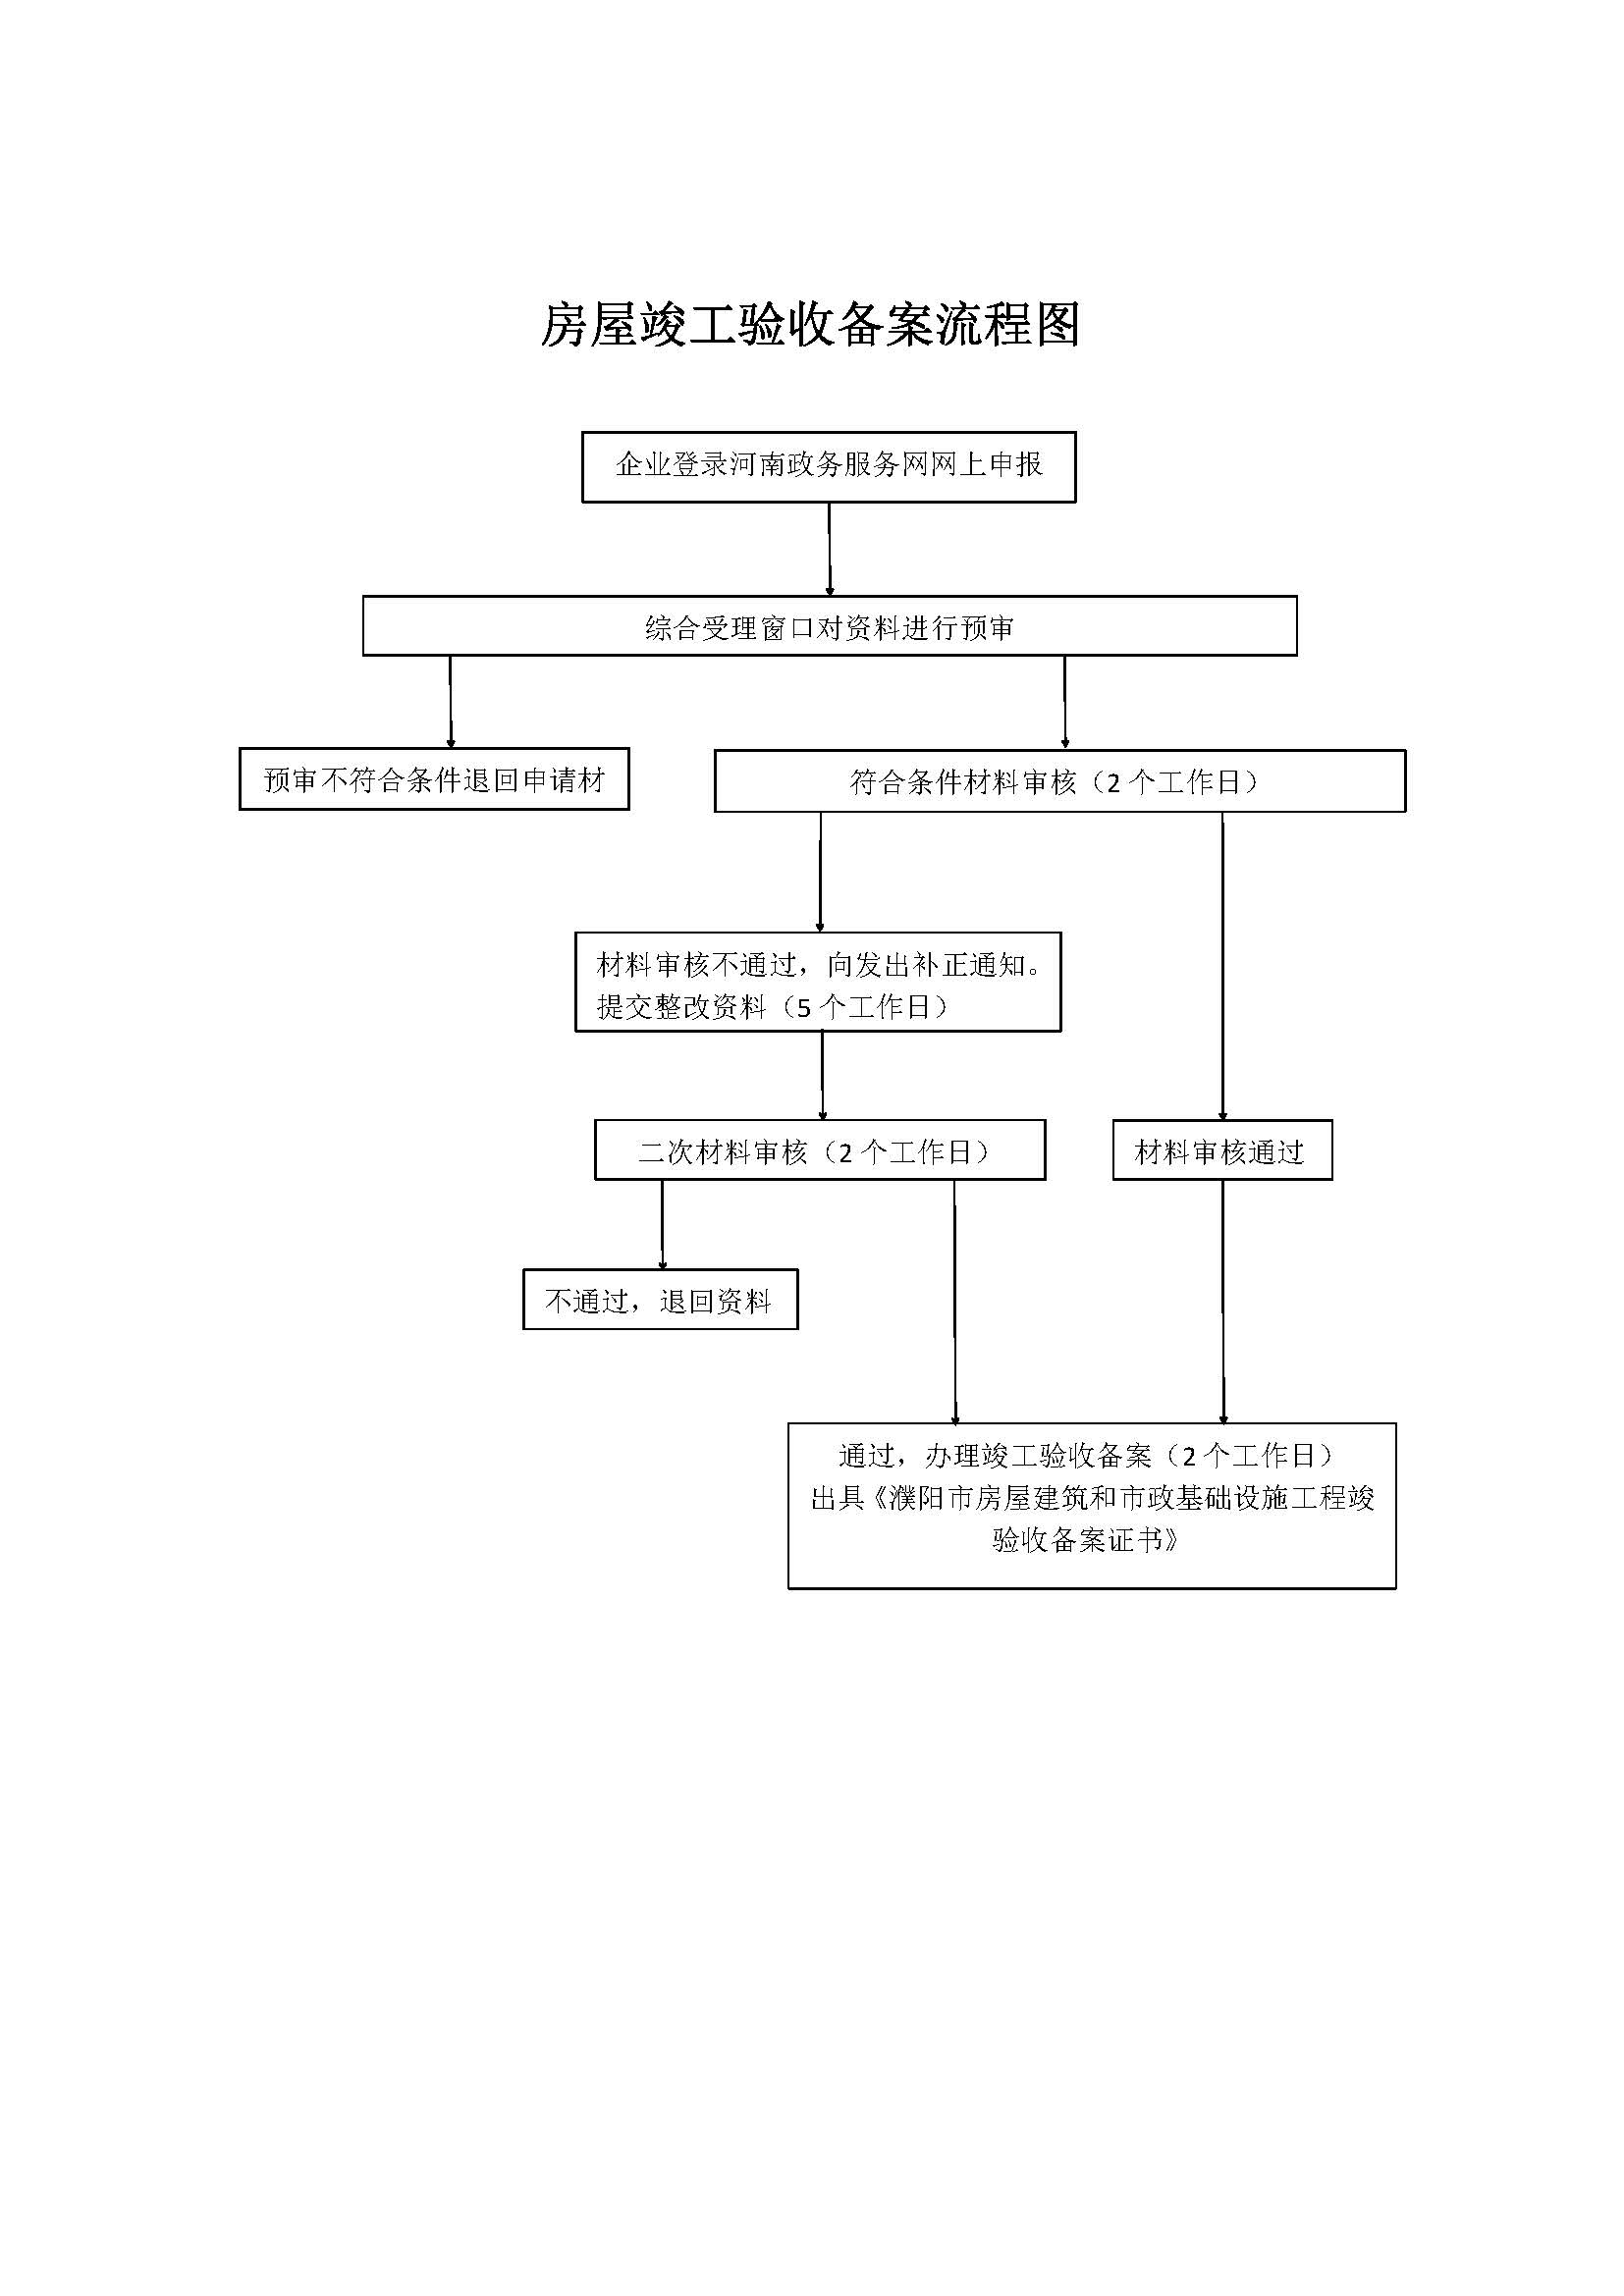 房屋竣工验收备案流程图
企业登录河南政务服务网网上申报
综合受理窗口对资料进行预审
预审不符合条件退回申请材
符合条件材料审核（2 个工作日）
材料审核不通过，向发出补正通知。
提交整改资料（5 个工作日）
二次材料审核（2 个工作日）
材料审核通过
不通过，退回资料
通过，办理竣工验收备案（2 个工作日）
出具《濮阳市房屋建筑和市政基础设施工程竣
验收备案证书》